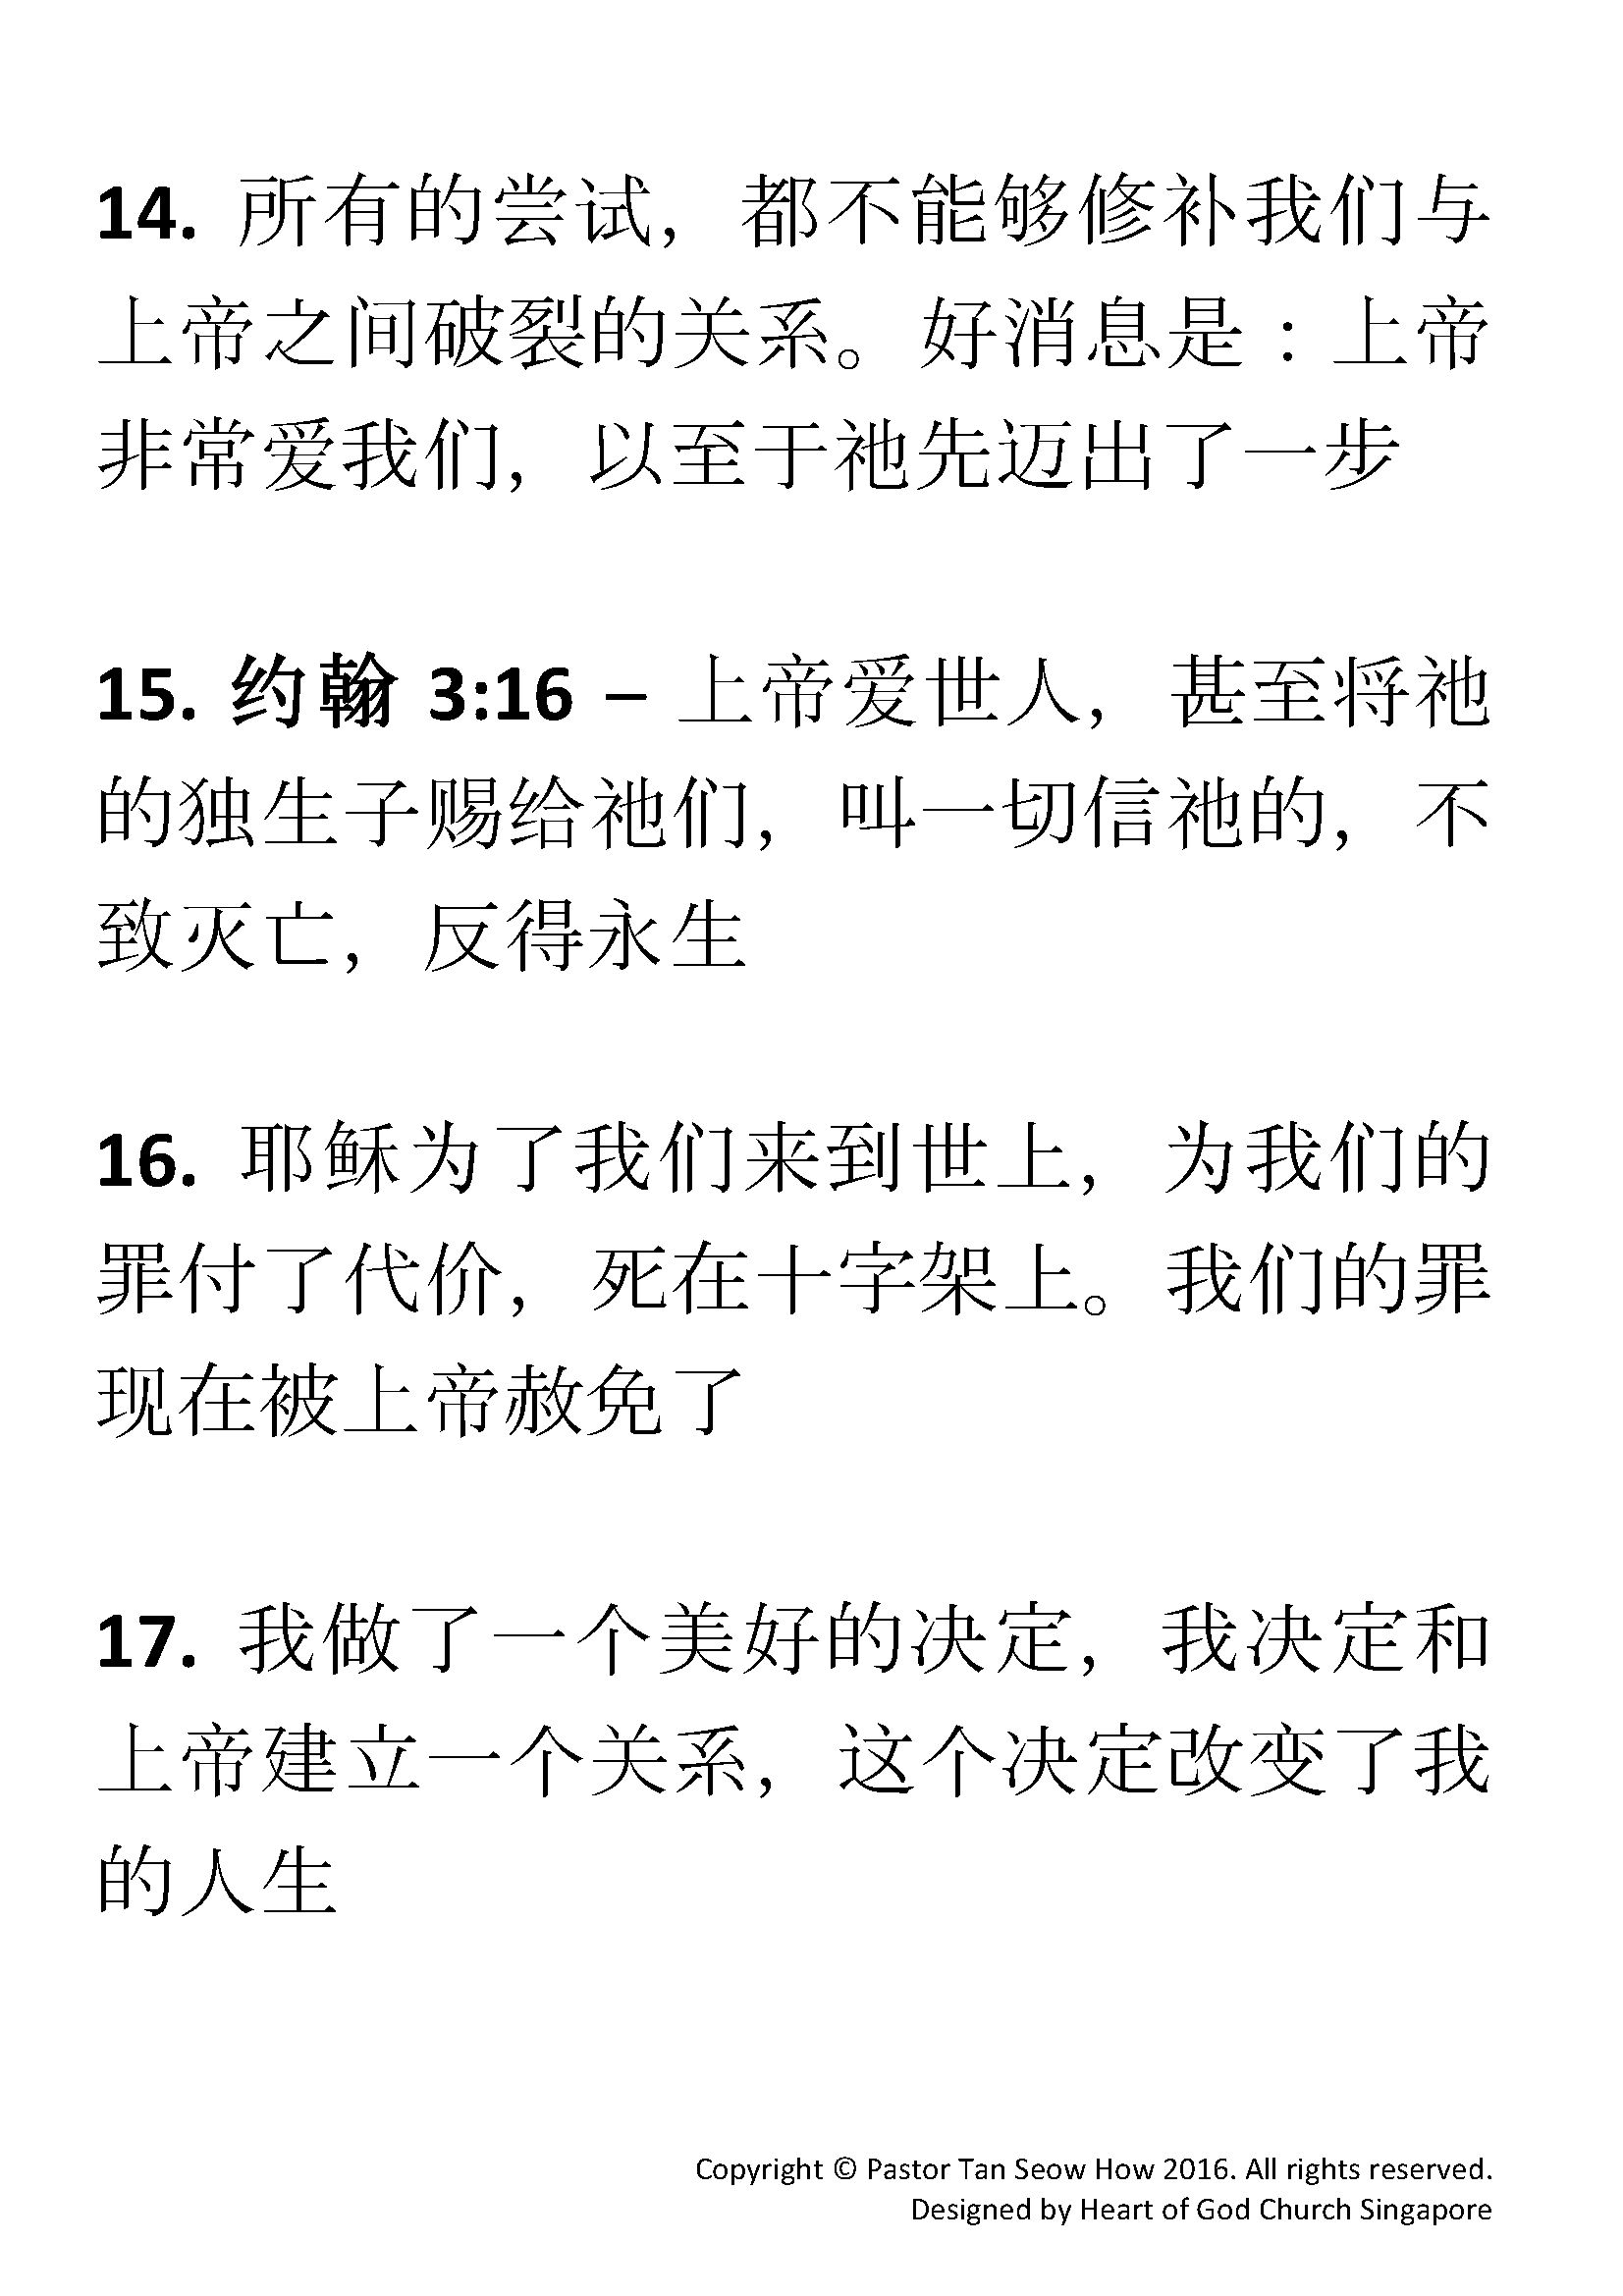 14. 所有的尝试，都不能够修补我们与
上帝之间破裂的关系。好消息是：上帝
非常爱我们，以至于祂先迈出了一步
15. 约翰 3:16 – 上帝爱世人，甚至将祂
的独生子赐给祂们，叫一切信祂的，不
致灭亡，反得永生
16. 耶稣为了我们来到世上，为我们的
罪付了代价，死在十字架上。我们的罪
现在被上帝赦免了
17. 我做了一个美好的决定，我决定和
上帝建立一个关系，这个决定改变了我
的人生
Copyright © Pastor Tan Seow How 2016. All rights reserved.
Designed by Heart of God Church Singapore